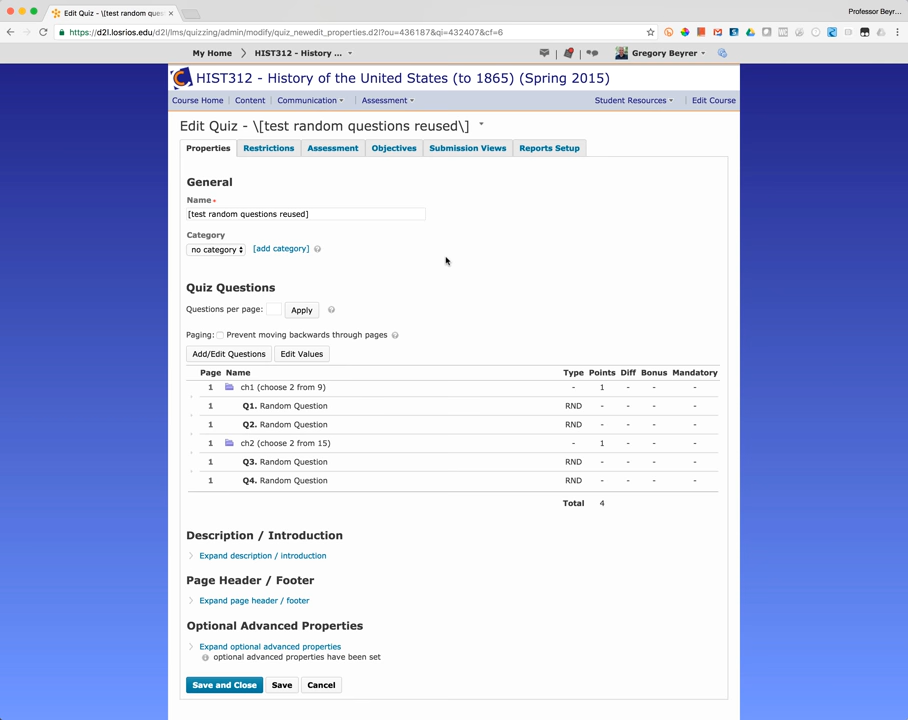 Edit Quiz - \[test random ques
Professor Beyr...
https://d2l.losrios.edu/d2l/lms/quizzing/admin/modify/quiz_newedit_properties.d2l?ou=436187&qi=432407&cf=6
My Home HIST312 - History ... Gregory Beyrer
HIST312 - History of the United States (to 1865) (Spring 2015)
Course Home Content Communication Assessment Student Resources Edit Course
Edit Quiz - \[test random questions reused\]
Properties Restrictions Assessment Objectives Submission Views Reports Setup
General
Name
[test random questions reused]
Category
no category [add category]
Quiz Questions
Questions per page: Apply
Paging: Prevent moving backwards through pages
Add/Edit Questions Edit Values
Page Name Type Points Diff Bonus Mandatory
1 ch1 (choose 2 from 9) - 1 - - -
1 Q1. Random Question RND - - - -
1 Q2. Random Question RND - - - -
1 ch2 (choose 2 from 15) - 1 - - -
1 Q3. Random Question RND - - - -
1 Q4. Random Question RND - - - -
Total 4
Description / Introduction
Expand description / introduction
Page Header / Footer
Expand page header / footer
Optional Advanced Properties
Expand optional advanced properties
optional advanced properties have been set
Save and Close Save Cancel